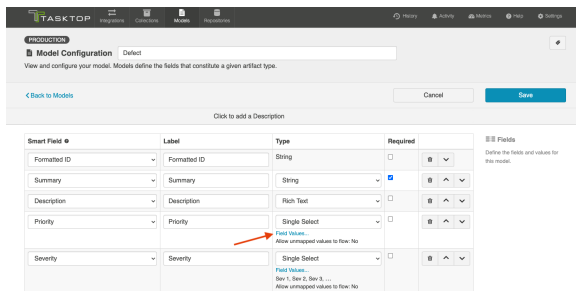 TASKTOP
Integrations Collections Models Repositories
History Activity Metrics Help Settings
PRODUCTION
Model Configuration Defect
View and configure your model. Models define the fields that constitute a given artifact type.
Back to Models
Cancel
Save
Click to add a Description
Smart Field Label Type Required
Fields
Define the fields and values for
this model.
Formatted ID Formatted ID String
Summary Summary String
Description Description Rich Text
Priority Priority Single Select
Field Values...
Allow unmapped values to flow: No
Severity Severity Single Select
Field Values...
Sev 1, Sev 2, Sev 3, ...
Allow unmapped values to flow: No